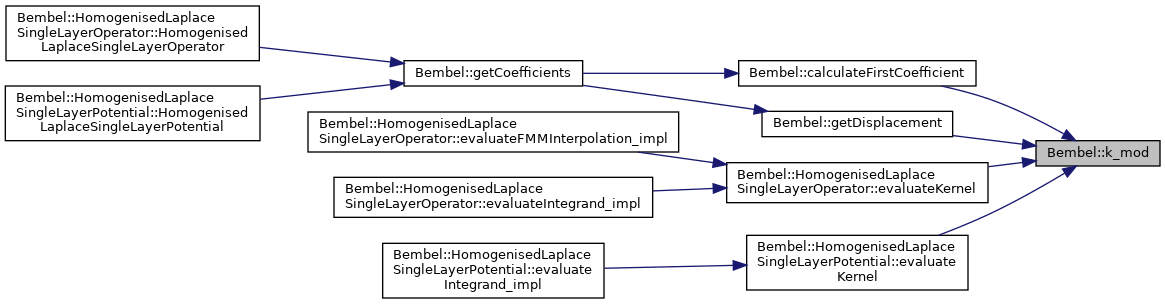 Bembel::HomogenisedLaplace
SingleLayerOperator::Homogenised
LaplaceSingleLayerOperator
Bembel::HomogenisedLaplace
SingleLayerPotential::Homogenised
LaplaceSingleLayerPotential
Bembel::getCoefficients
Bembel::calculateFirstCoefficient
Bembel::getDisplacement
Bembel::HomogenisedLaplace
SingleLayerOperator::evaluateFMMInterpolation_impl
Bembel::HomogenisedLaplace
SingleLayerOperator::evaluateIntegrand_impl
Bembel::HomogenisedLaplace
SingleLayerOperator::evaluateKernel
Bembel::HomogenisedLaplace
SingleLayerPotential::evaluate
Integrand_impl
Bembel::HomogenisedLaplace
SingleLayerPotential::evaluate
Kernel
Bembel::k_mod